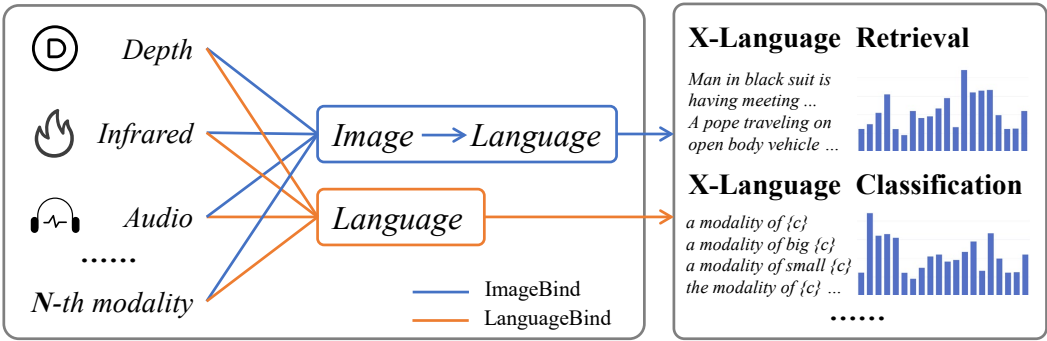 D
Depth
Infrared
Audio
......
N-th modality
Image → Language
Language
ImageBind
LanguageBind
X-Language Retrieval
Man in black suit is
having meeting ...
A pope traveling on
open body vehicle ...
X-Language Classification
a modality of {c}
a modality of big {c}
a modality of small {c}
the modality of {c} ...
......